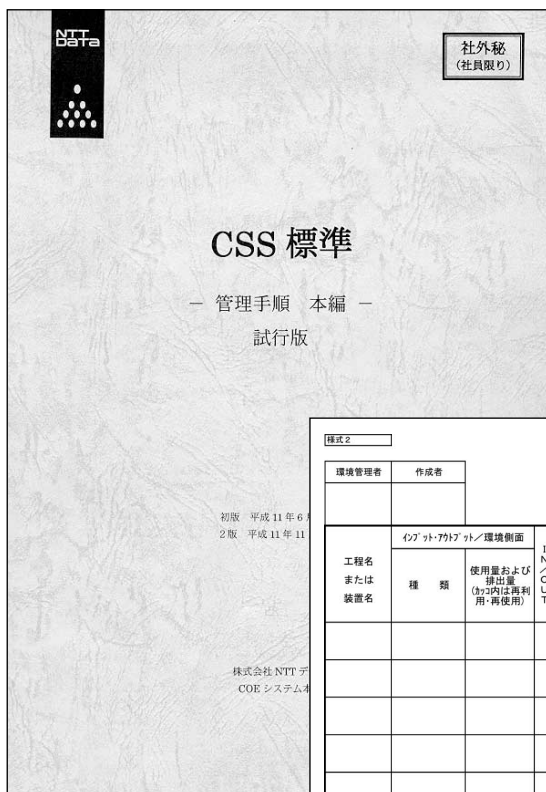 NTT
DATA
社外秘
(社員限り)
CSS 標準
－ 管理手順 本編 －
試行版
初版 平成 11 年 6
2版 平成 11 年 11
株式会社 NTT デ
COE システム本
様式2
環境管理者 作成者
ｲﾝﾌﾟｯﾄ・ｱｳﾄﾌﾟｯﾄ／環境側面
工程名
または
装置名
種 類
使用量および
排出量
(ｶｯｺ内は再利
用・再使用)
IN／OUT